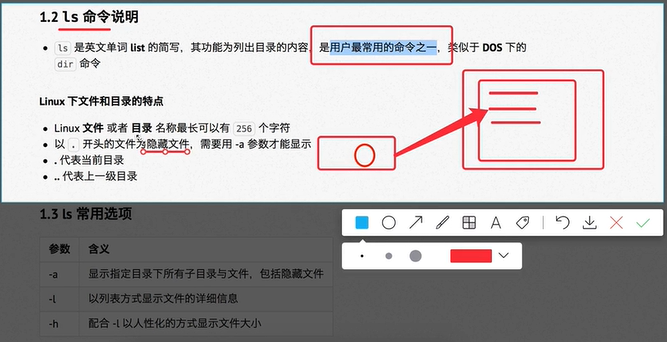 1.2 ls 命令说明
ls 是英文单词 list 的简写，其功能为列出目录的内容，是用户最常用的命令之一，类似于 DOS 下的
dir 命令
Linux 下文件和目录的特点
Linux 文件 或者 目录 名称最长可以有 256 个字符
以 . 开头的文件为隐藏文件，需要用 -a 参数才能显示
. 代表当前目录
.. 代表上一级目录
1.3 ls 常用选项
参数 含义
-a 显示指定目录下所有子目录与文件，包括隐藏文件
-l 以列表方式显示文件的详细信息
-h 配合 -l 以人性化的方式显示文件大小
A